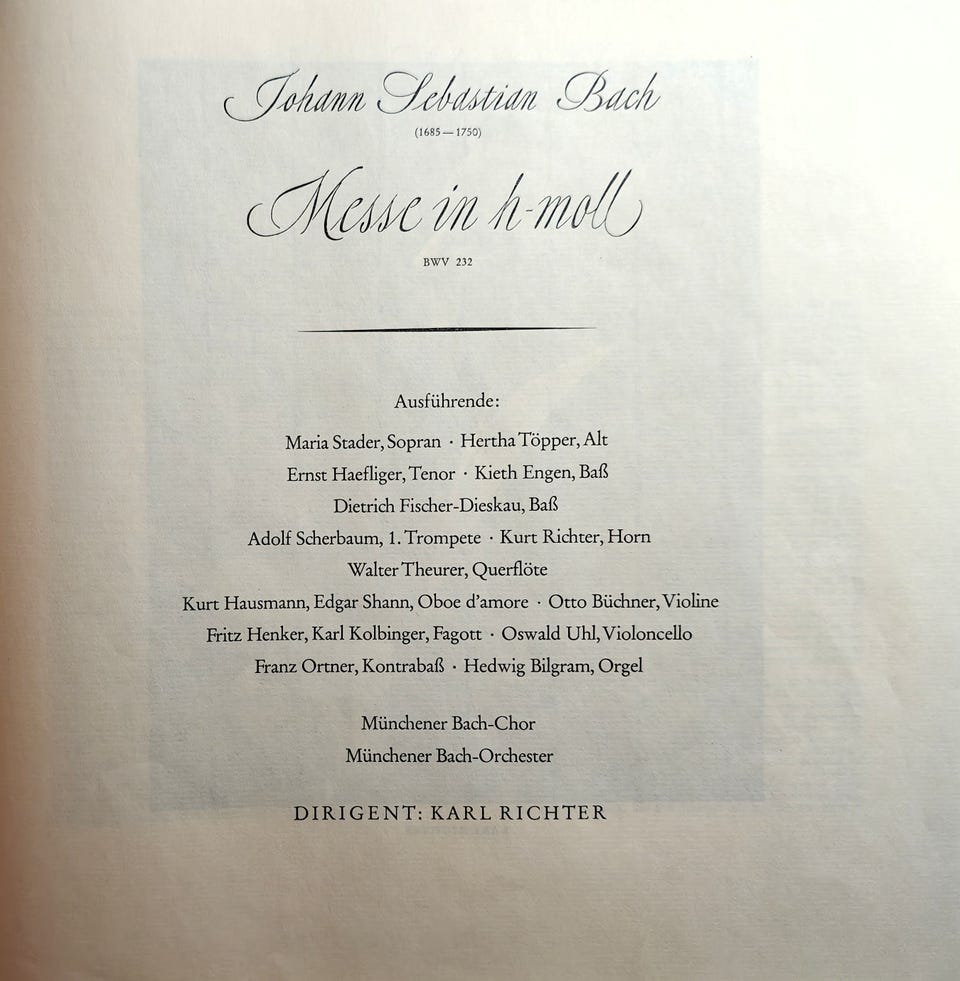 Johann Sebastian Bach
(1685—1750)
Messe in h-moll
BWV 232
Ausführende:
Maria Stader, Sopran · Hertha Töpper, Alt
Ernst Haefliger, Tenor · Kieth Engen, Baß
Dietrich Fischer-Dieskau, Baß
Adolf Scherbaum, 1. Trompete · Kurt Richter, Horn
Walter Theurer, Querflöte
Kurt Hausmann, Edgar Shann, Oboe d’amore · Otto Büchner, Violine
Fritz Henker, Karl Kolbinger, Fagott · Oswald Uhl, Violoncello
Franz Ortner, Kontrabaß · Hedwig Bilgram, Orgel
Münchener Bach-Chor
Münchener Bach-Orchester
DIRIGENT: KARL RICHTER